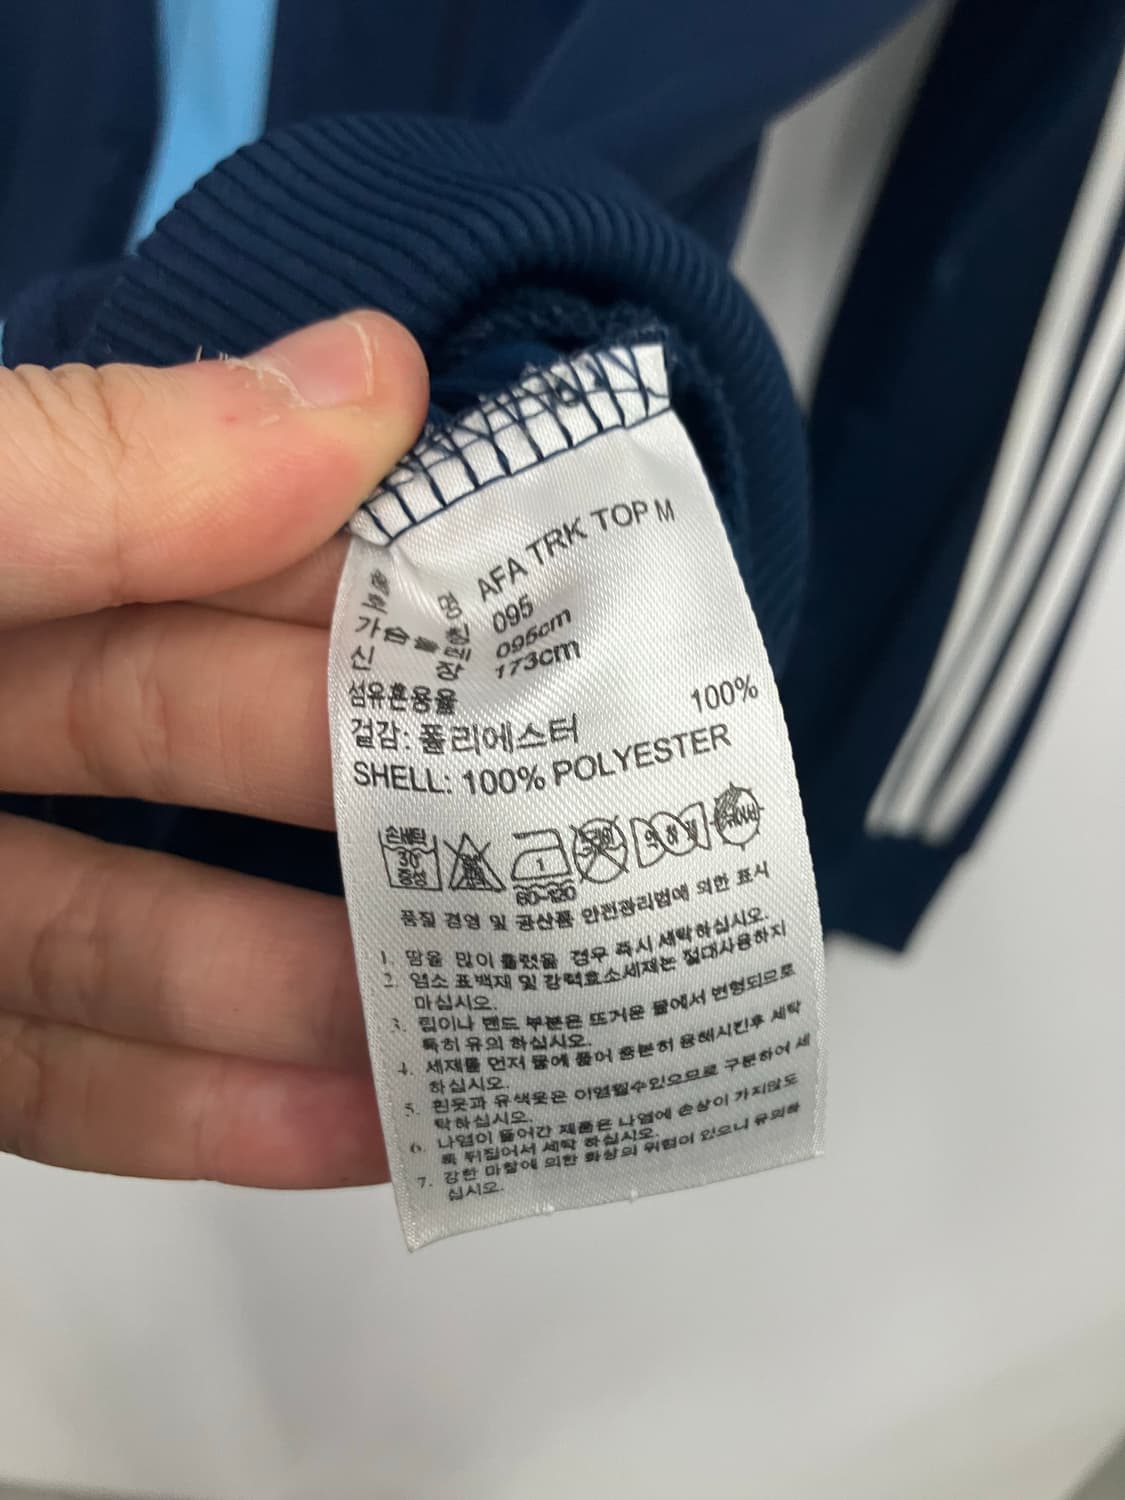 품 명 AFA TRK TOP M
호 칭 095
가슴둘레 095cm
신 장 173cm
섬유혼용율
겉감: 폴리에스터 100%
SHELL: 100% POLYESTER
손세탁
30℃
중성
1
60~120
품질 경영 및 공산품 안전관리법에 의한 표시
1. 땀을 많이 흘렸을 경우 즉시 세탁하십시오.
2. 염소 표백재 및 강력효소세제는 절대사용하지
마십시오.
3. 립이나 밴드 부분은 뜨거운 물에서 변형되므로
특히 유의 하십시오.
4. 세제를 먼저 물에 풀어 충분히 용해시킨후 세탁
하십시오.
5. 흰옷과 유색옷은 이염될수있으므로 구분하여 세
탁하십시오.
6. 나염이 들어간 제품은 나염에 손상이 가지않도
록 뒤집어서 세탁 하십시오.
7. 강한 마찰에 의한 화상의 위험이 있으니 유의하
십시오.